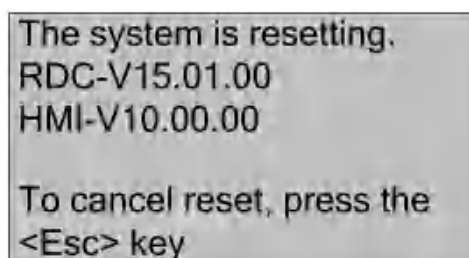 The system is resetting.
RDC-V15.01.00
HMI-V10.00.00
To cancel reset, press the
<Esc> key